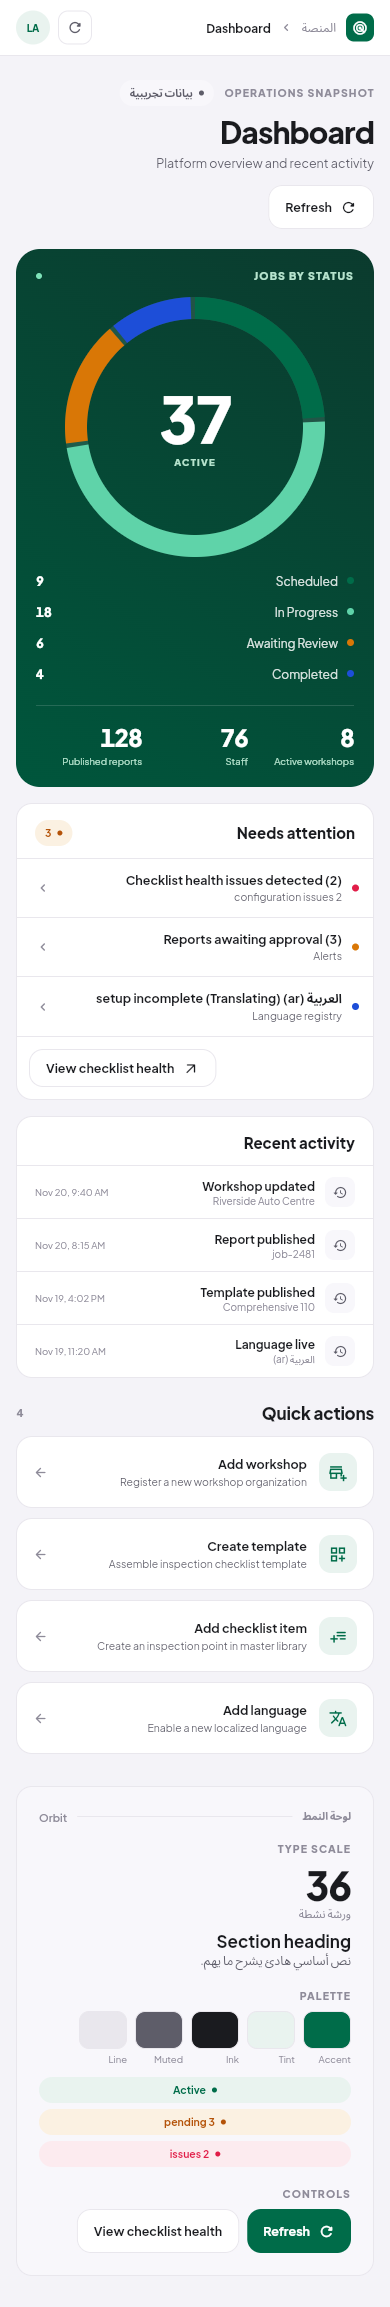 المنصة
Dashboard
LA
OPERATIONS SNAPSHOT
بيانات تجريبية
Dashboard
Platform overview and recent activity
Refresh
JOBS BY STATUS
37
ACTIVE
Scheduled 9
In Progress 18
Awaiting Review 6
Completed 4
8 76 128
Active workshops Staff Published reports
Needs attention 3
Checklist health issues detected (2)
configuration issues 2
Reports awaiting approval (3)
Alerts
setup incomplete (Translating) (ar) العربية
Language registry
View checklist health
Recent activity
Workshop updated
Riverside Auto Centre
Nov 20, 9:40 AM
Report published
job-2481
Nov 20, 8:15 AM
Template published
Comprehensive 110
Nov 19, 4:02 PM
Language live
العربية (ar)
Nov 19, 11:20 AM
Quick actions 4
Add workshop
Register a new workshop organization
Create template
Assemble inspection checklist template
Add checklist item
Create an inspection point in master library
Add language
Enable a new localized language
لوحة النمط Orbit
TYPE SCALE
36
ورشة نشطة
Section heading
نص أساسي هادئ يشرح ما يهم.
PALETTE
Accent Tint Ink Muted Line
Active
pending 3
issues 2
CONTROLS
Refresh
View checklist health